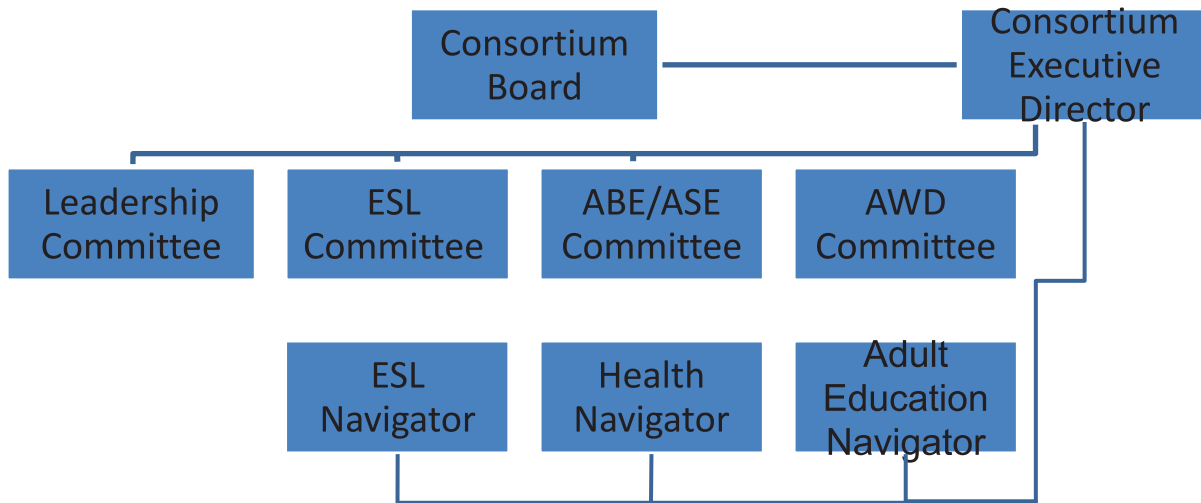 Consortium
Board
Consortium
Executive
Director
Leadership
Committee
ESL
Committee
ABE/ASE
Committee
AWD
Committee
ESL
Navigator
Health
Navigator
Adult
Education
Navigator